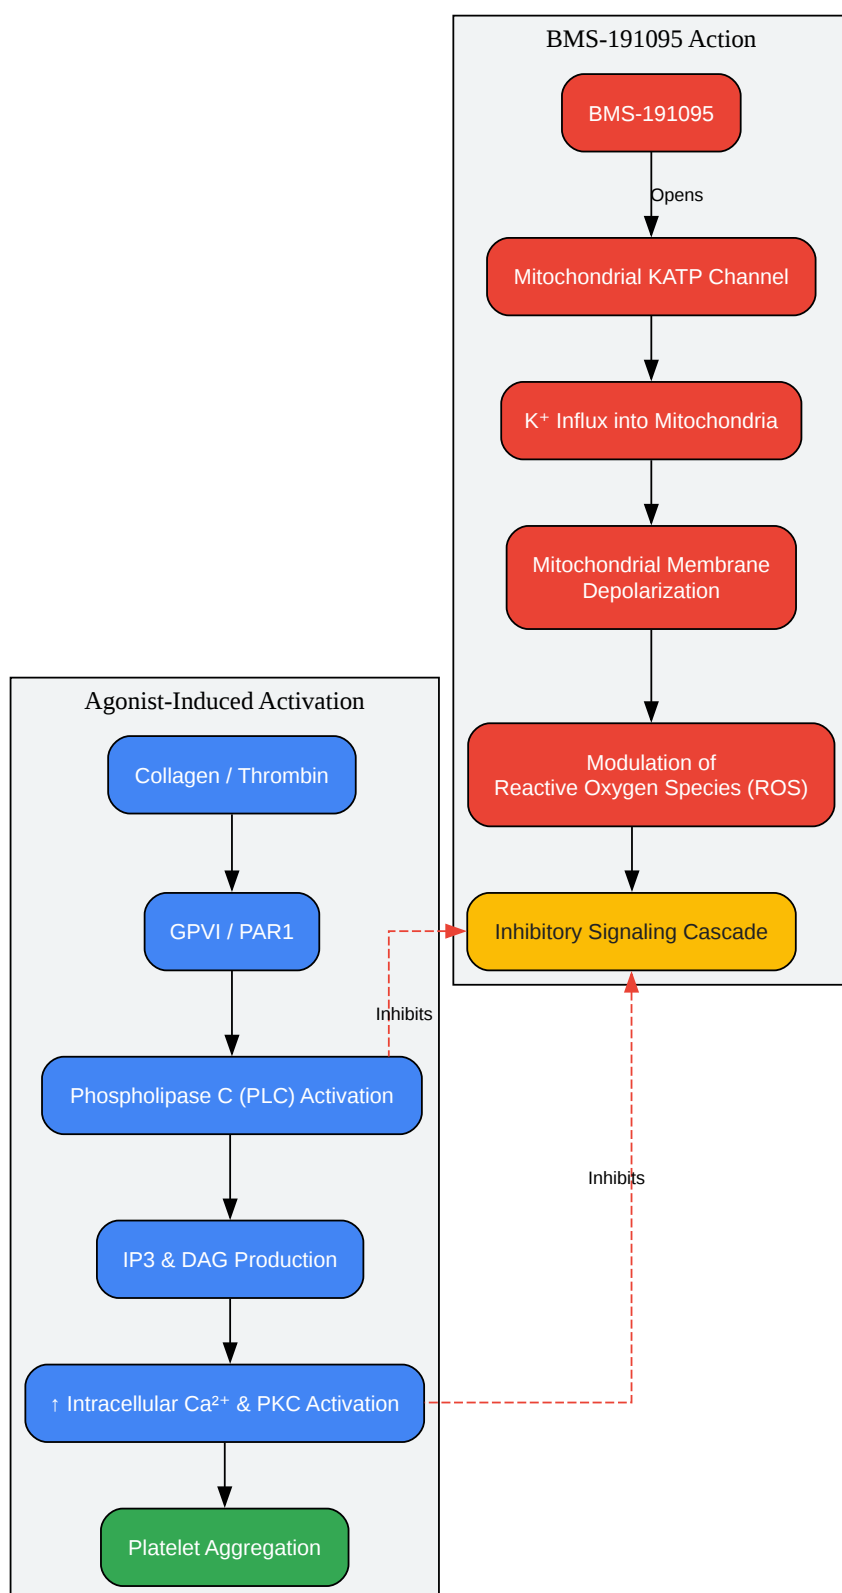 BMS-191095 Action
BMS-191095
Opens
Mitochondrial KATP Channel
K⁺ Influx into Mitochondria
Mitochondrial Membrane
Depolarization
Modulation of
Reactive Oxygen Species (ROS)
Inhibitory Signaling Cascade
Agonist-Induced Activation
Collagen / Thrombin
GPVI / PAR1
Inhibits
Phospholipase C (PLC) Activation
Inhibits
IP3 & DAG Production
↑ Intracellular Ca²⁺ & PKC Activation
Platelet Aggregation